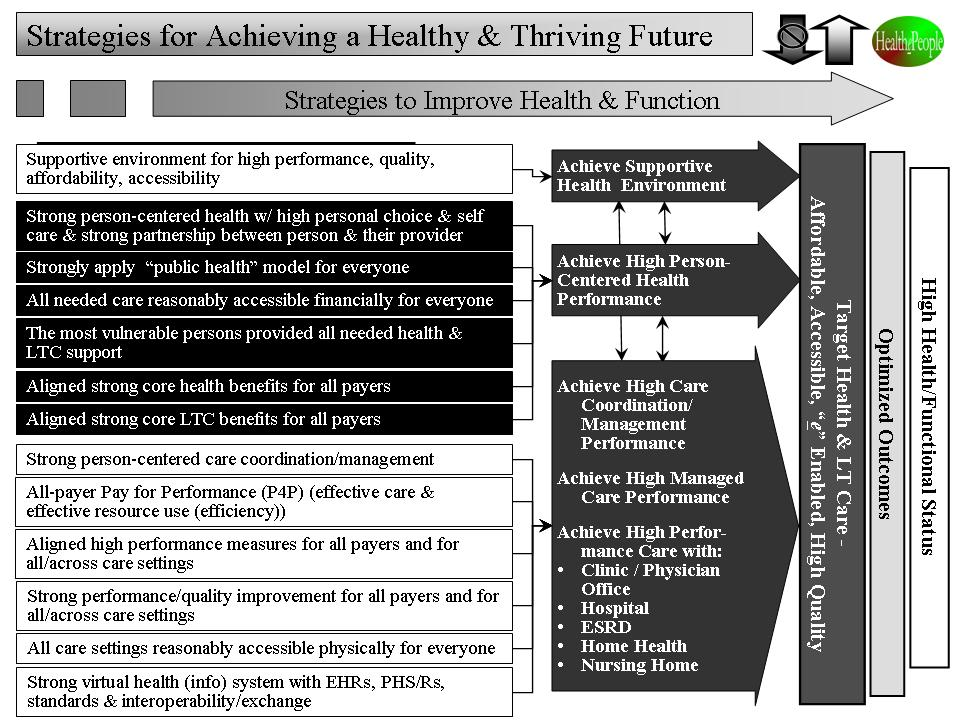 Strategies for Achieving a Healthy & Thriving Future
HealthyPeople
Strategies to Improve Health & Function
Supportive environment for high performance, quality,
affordability, accessibility
Strong person-centered health w/ high personal choice & self
care & strong partnership between person & their provider
Strongly apply “public health” model for everyone
All needed care reasonably accessible financially for everyone
The most vulnerable persons provided all needed health &
LTC support
Aligned strong core health benefits for all payers
Aligned strong core LTC benefits for all payers
Strong person-centered care coordination/management
All-payer Pay for Performance (P4P) (effective care &
effective resource use (efficiency))
Aligned high performance measures for all payers and for
all/across care settings
Strong performance/quality improvement for all payers and for
all/across care settings
All care settings reasonably accessible physically for everyone
Strong virtual health (info) system with EHRs, PHS/Rs,
standards & interoperability/exchange
Achieve Supportive
Health Environment
Achieve High Person-
Centered Health
Performance
Achieve High Care
Coordination/
Management
Performance
Achieve High Managed
Care Performance
Achieve High Perfor-
mance Care with:
• Clinic / Physician
Office
• Hospital
• ESRD
• Home Health
• Nursing Home
Target Health & LT Care -
Affordable, Accessible, “e” Enabled, High Quality
Optimized Outcomes
High Health/Functional Status